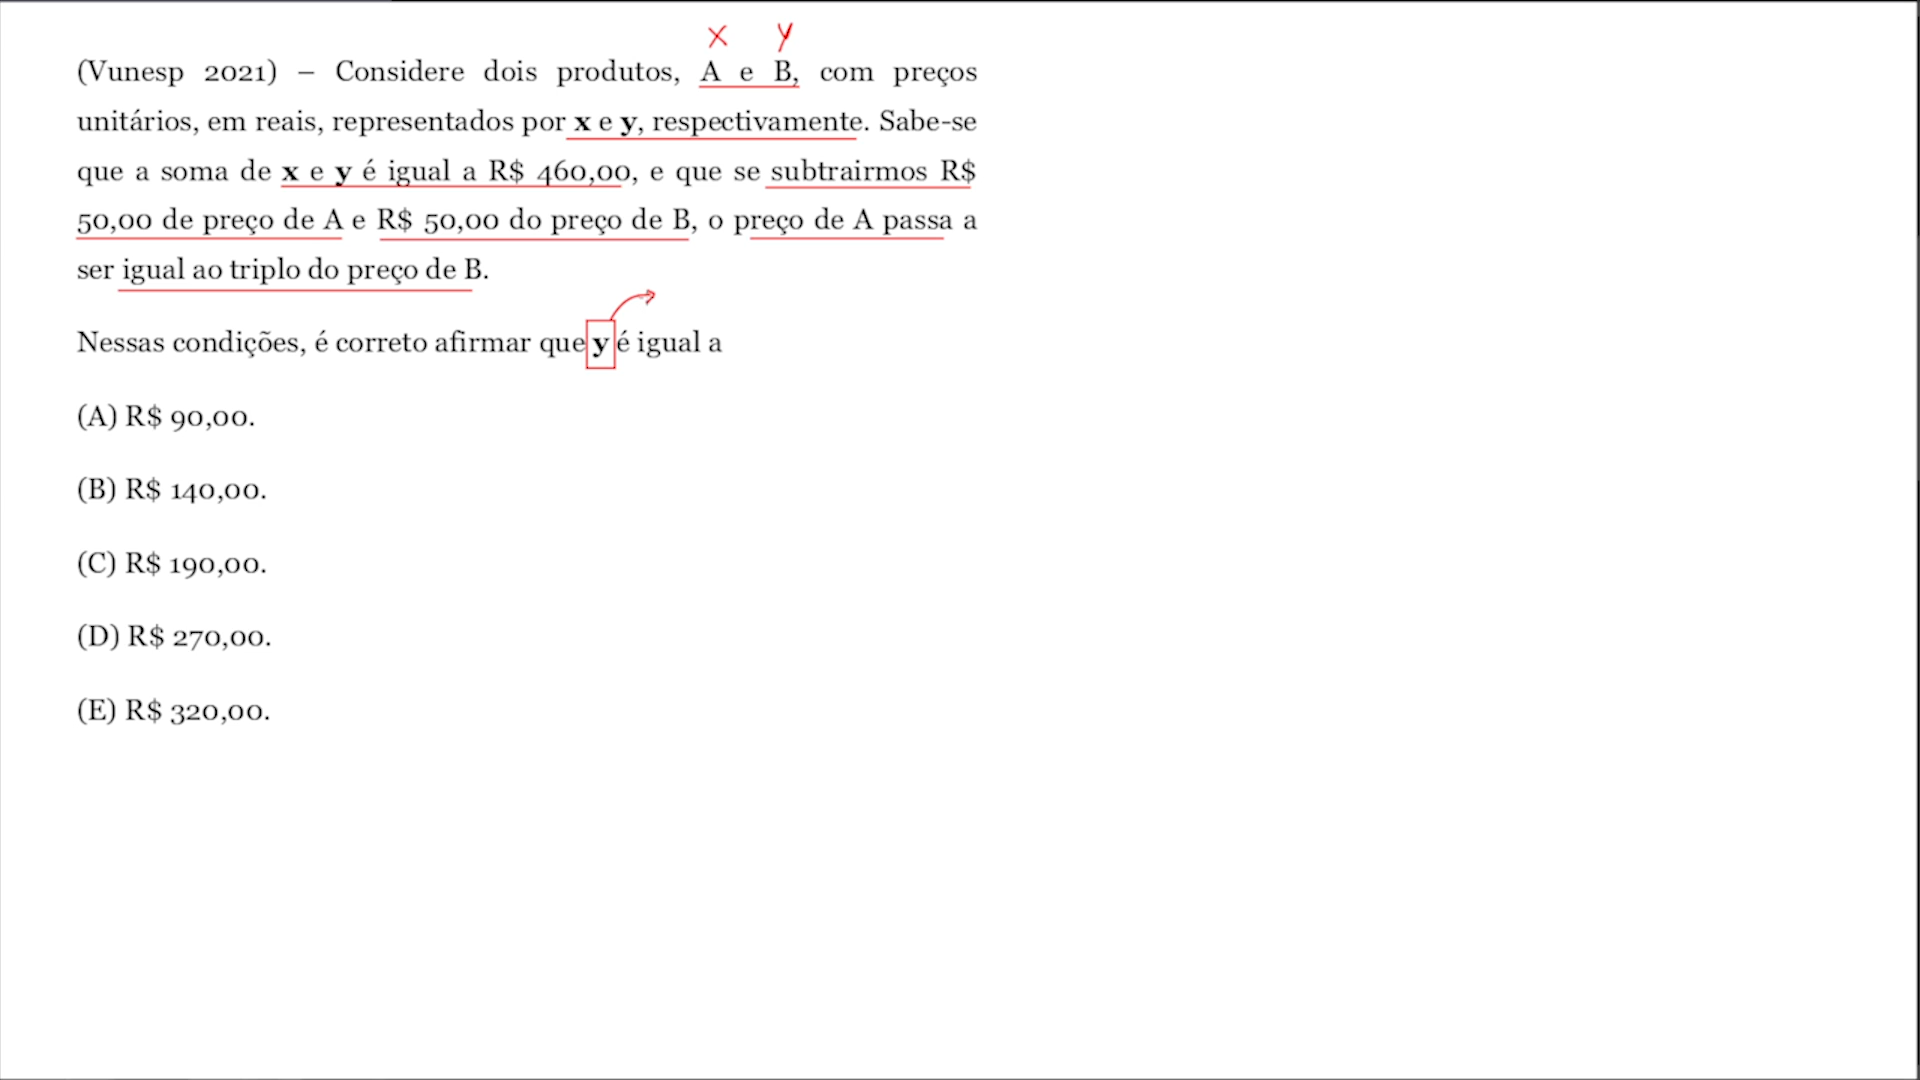 x y
(Vunesp 2021) – Considere dois produtos, A e B, com preços
unitários, em reais, representados por x e y, respectivamente. Sabe-se
que a soma de x e y é igual a R$ 460,00, e que se subtrairmos R$
50,00 de preço de A e R$ 50,00 do preço de B, o preço de A passa a
ser igual ao triplo do preço de B.
Nessas condições, é correto afirmar que y é igual a
(A) R$ 90,00.
(B) R$ 140,00.
(C) R$ 190,00.
(D) R$ 270,00.
(E) R$ 320,00.